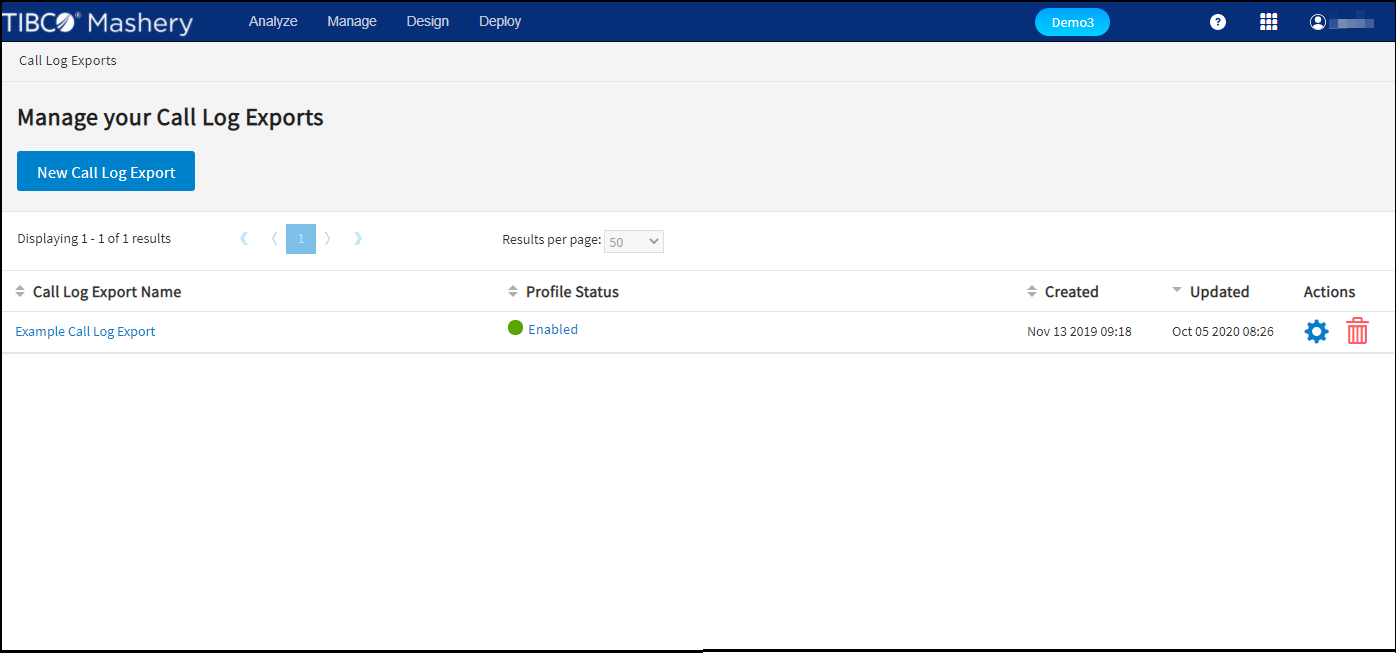 TIBCO® Mashery Analyze Manage Design Deploy Demo3 ?
Call Log Exports
Manage your Call Log Exports
New Call Log Export
Displaying 1 - 1 of 1 results 《 〈 1 〉 》 Results per page: 50
Call Log Export Name Profile Status Created Updated Actions
Example Call Log Export Enabled Nov 13 2019 09:18 Oct 05 2020 08:26